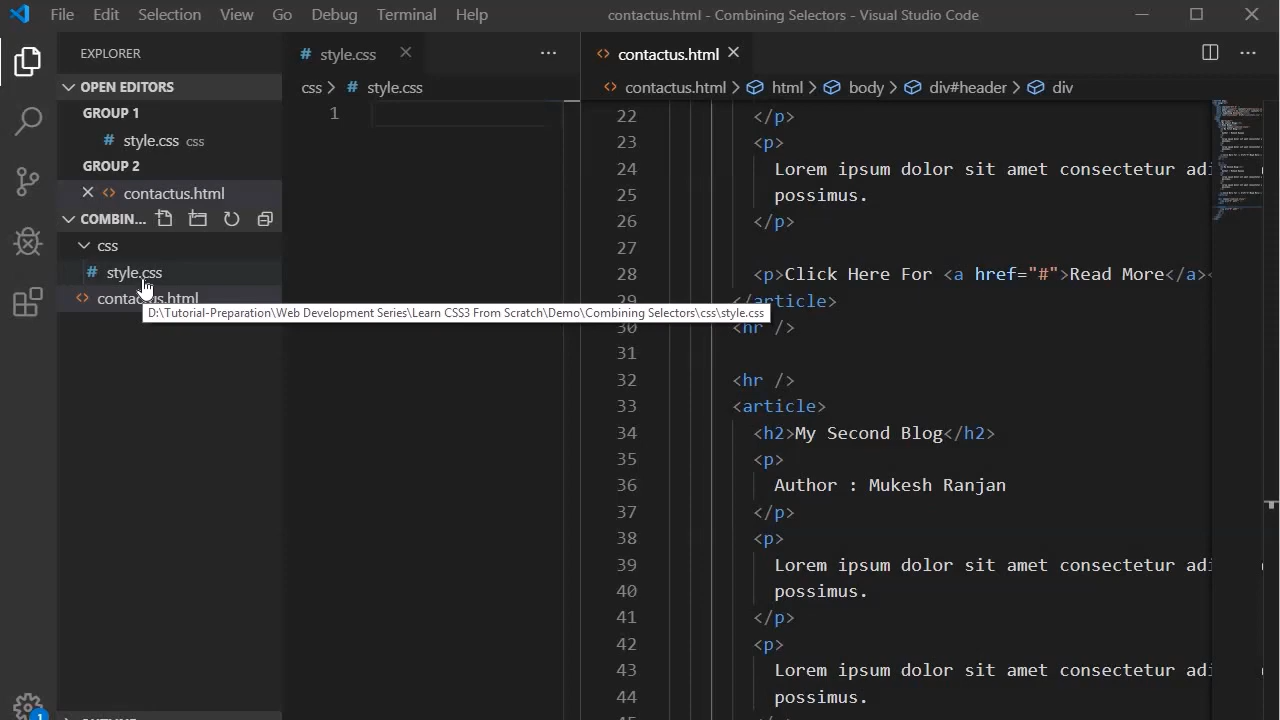 File Edit Selection View Go Debug Terminal Help contactus.html - Combining Selectors - Visual Studio Code
EXPLORER
OPEN EDITORS
GROUP 1
# style.css css
GROUP 2
<> contactus.html
COMBIN...
css
# style.css
<> contactus.html
D:\Tutorial-Preparation\Web Development Series\Learn CSS3 From Scratch\Demo\Combining Selectors\css\style.css
1
# style.css
css > # style.css
1
<> contactus.html
<> contactus.html > html > body > div#header > div
22 </p>
23 <p>
24 Lorem ipsum dolor sit amet consectetur
25 possimus.
26 </p>
27
28 <p>Click Here For <a href="#">Read More</a><
29 </article>
30 <hr />
31
32 <hr />
33 <article>
34 <h2>My Second Blog</h2>
35 <p>
36 Author : Mukesh Ranjan
37 </p>
38 <p>
39 Lorem ipsum dolor sit amet consectetur
40 possimus.
41 </p>
42 <p>
43 Lorem ipsum dolor sit amet consectetur
44 possimus.